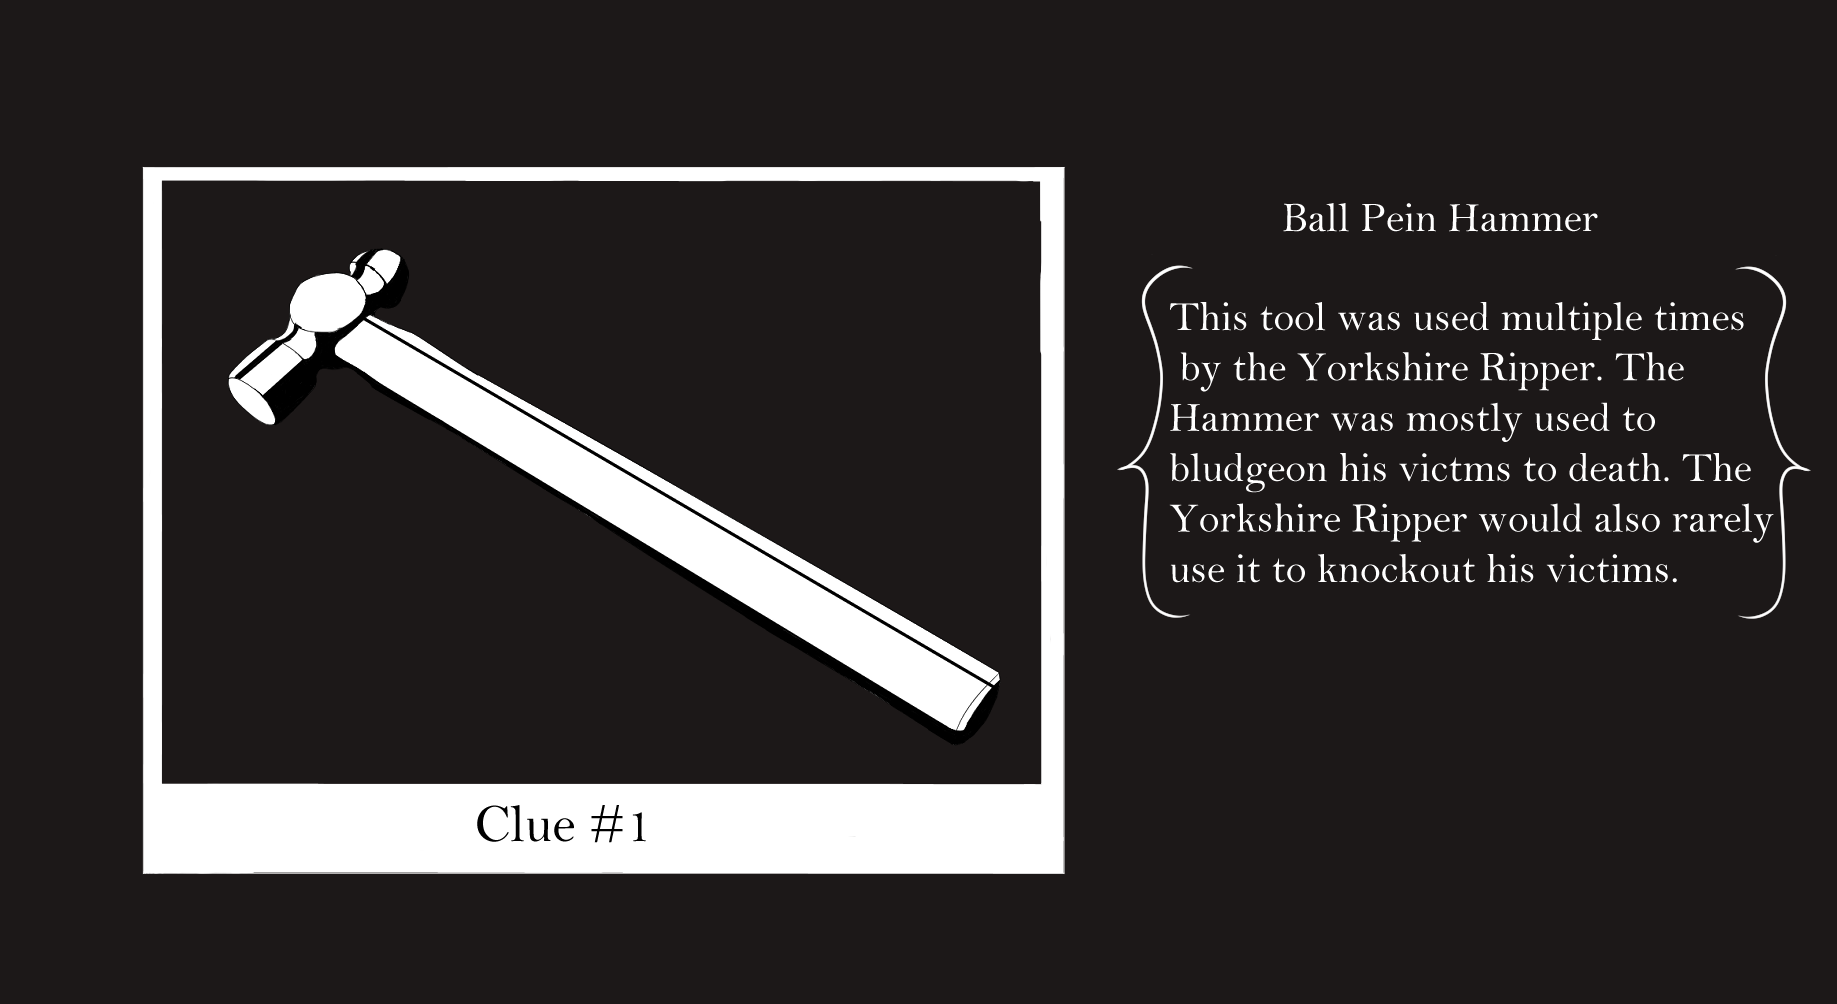 Ball Pein Hammer
This tool was used multiple times
by the Yorkshire Ripper. The
Hammer was mostly used to
bludgeon his victms to death. The
Yorkshire Ripper would also rarely
use it to knockout his victims.
Clue #1